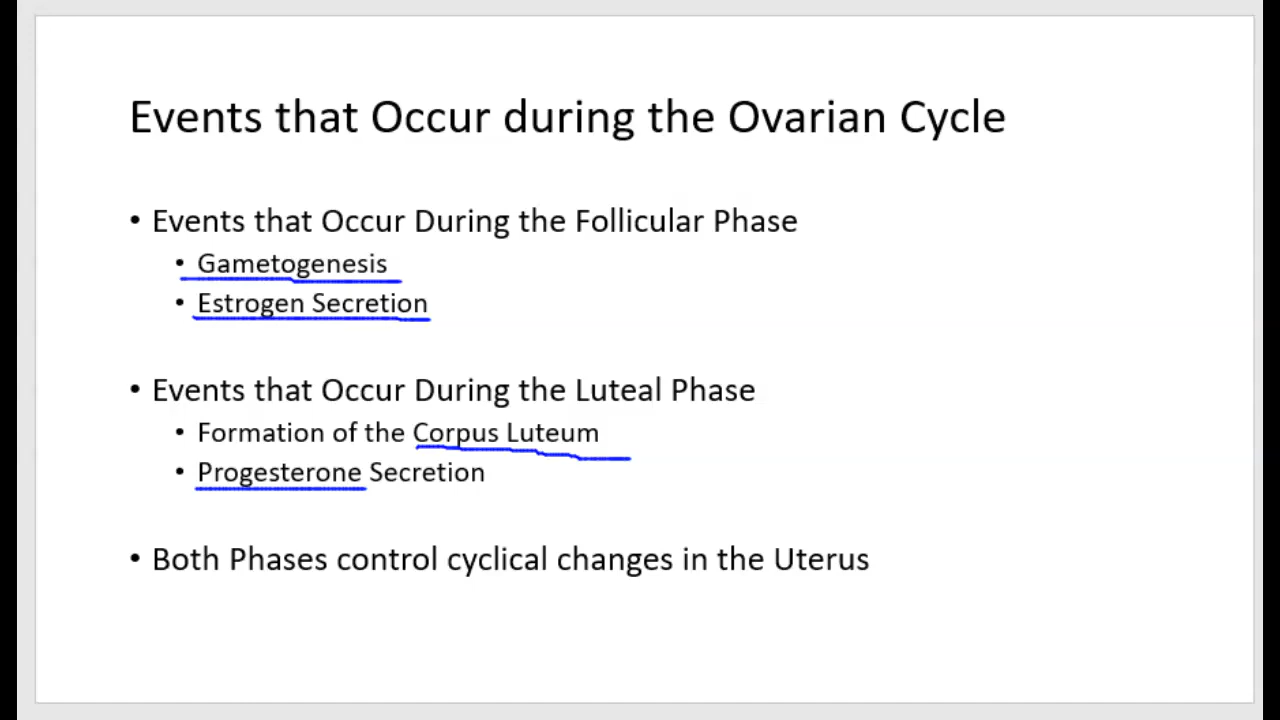 Events that Occur during the Ovarian Cycle
• Events that Occur During the Follicular Phase
• Gametogenesis
• Estrogen Secretion
• Events that Occur During the Luteal Phase
• Formation of the Corpus Luteum
• Progesterone Secretion
• Both Phases control cyclical changes in the Uterus